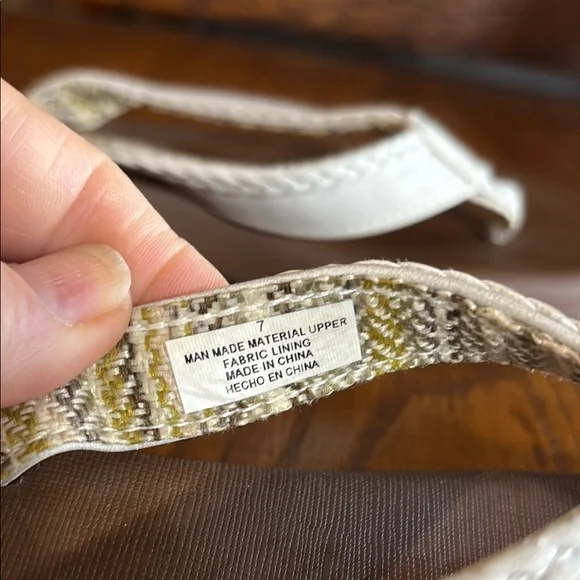 7
MAN MADE MATERIAL UPPER
FABRIC LINING
MADE IN CHINA
HECHO EN CHINA